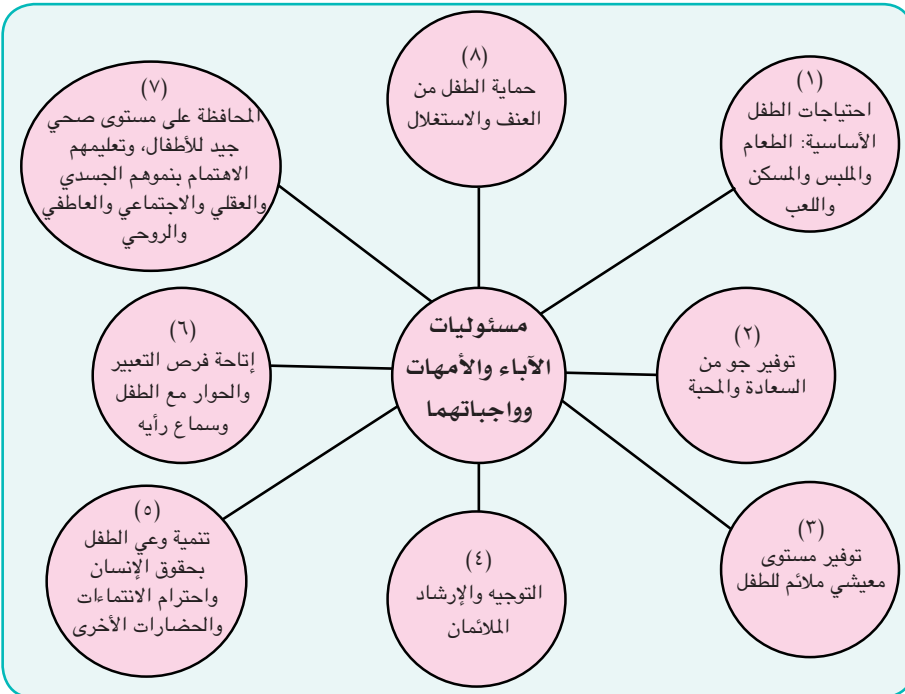 مسئوليات
الآباء والأمهات
وواجباتهما
(١)
احتياجات الطفل
الأساسية: الطعام
والملبس والمسكن
واللعب
(٢)
توفير جو من
السعادة والمحبة
(٣)
توفير مستوى
معيشي ملائم للطفل
(٤)
التوجيه والإرشاد
الملائمان
(٥)
تنمية وعي الطفل
بحقوق الإنسان
واحترام الانتماءات
والحضارات الأخرى
(٦)
إتاحة فرص التعبير
والحوار مع الطفل
وسماع رأيه
(٧)
المحافظة على مستوى صحي
جيد للأطفال، وتعليمهم
الاهتمام بنموهم الجسدي
والعقلي والاجتماعي والعاطفي
والروحي
(٨)
حماية الطفل من
العنف والاستغلال